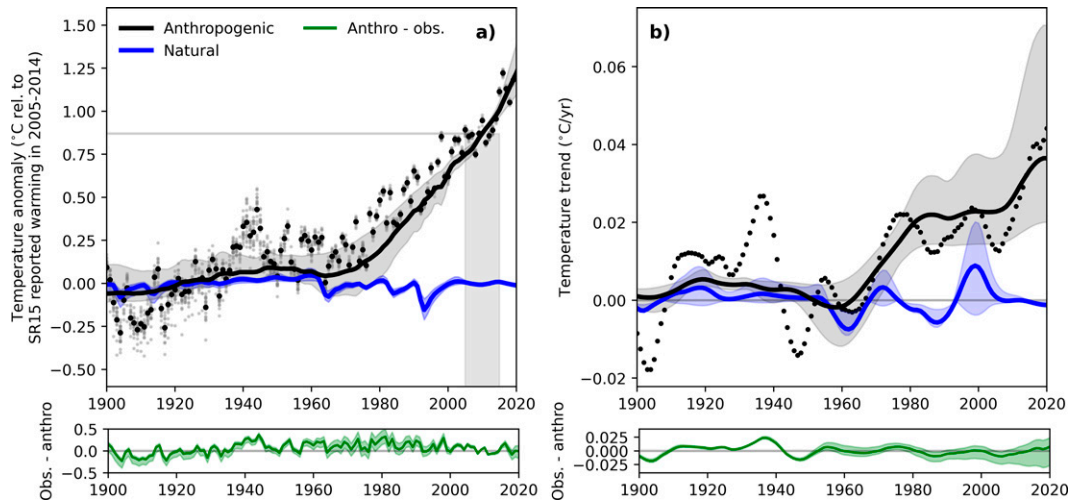 Anthropogenic
Natural
Anthro - obs.
a)
Temperature anomaly (°C rel. to
SR15 reported warming in 2005-2014)
1.50
1.25
1.00
0.75
0.50
0.25
0.00
−0.25
−0.50
1900 1920 1940 1960 1980 2000 2020
Obs. - anthro
0.5
0.0
−0.5
1900 1920 1940 1960 1980 2000 2020
b)
Temperature trend (°C/yr)
0.06
0.04
0.02
0.00
−0.02
1900 1920 1940 1960 1980 2000 2020
Obs. - anthro
0.025
0.000
−0.025
1900 1920 1940 1960 1980 2000 2020